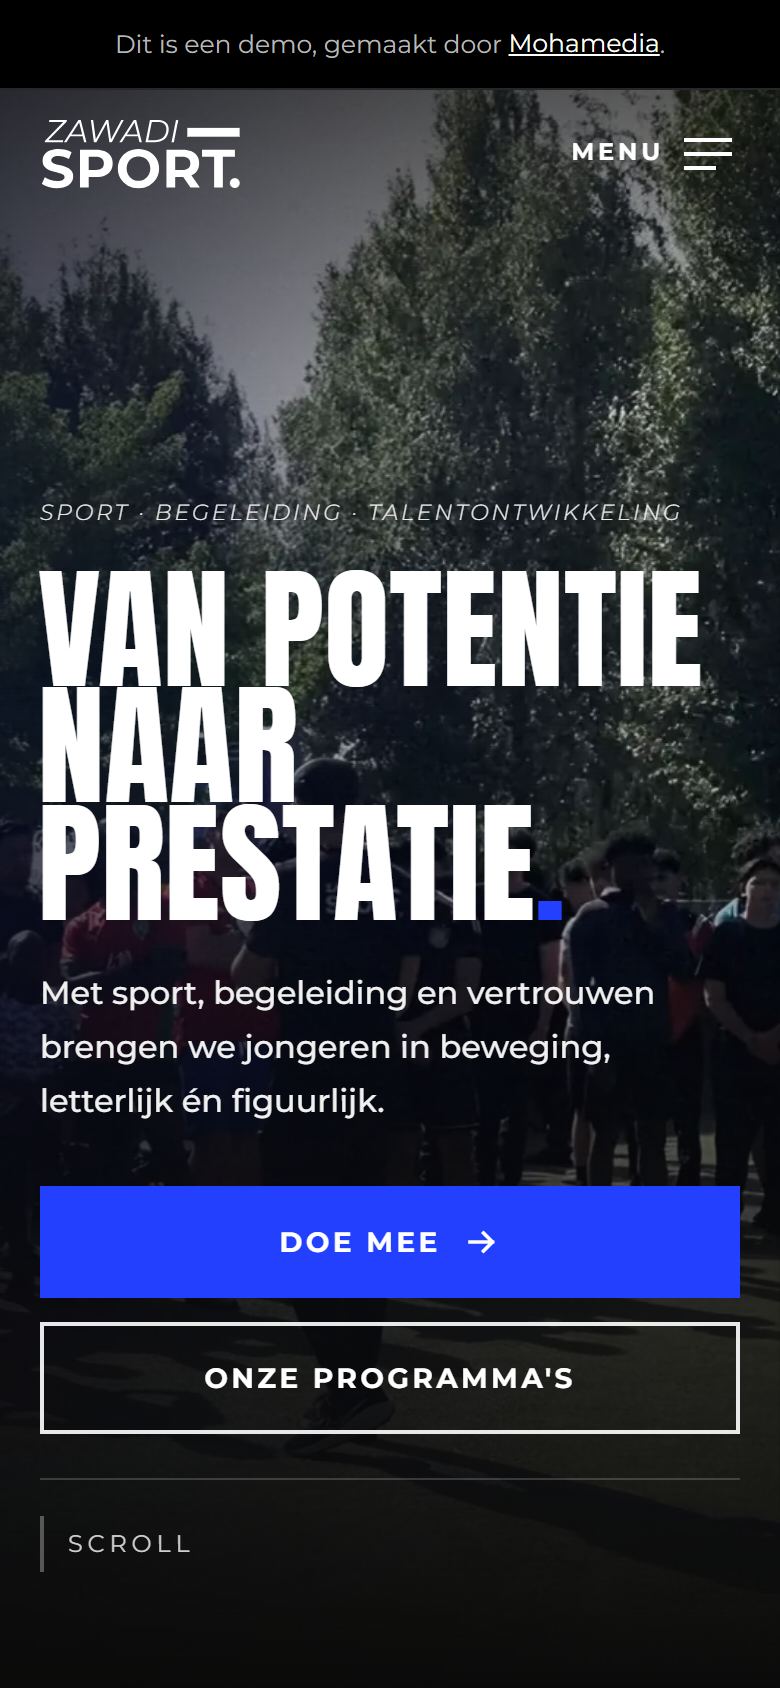 Dit is een demo, gemaakt door Mohamedia.
ZAWADI
SPORT.
MENU
SPORT · BEGELEIDING · TALENTONTWIKKELING
VAN POTENTIE
NAAR
PRESTATIE.
Met sport, begeleiding en vertrouwen
brengen we jongeren in beweging,
letterlijk én figuurlijk.
DOE MEE →
ONZE PROGRAMMA'S
SCROLL